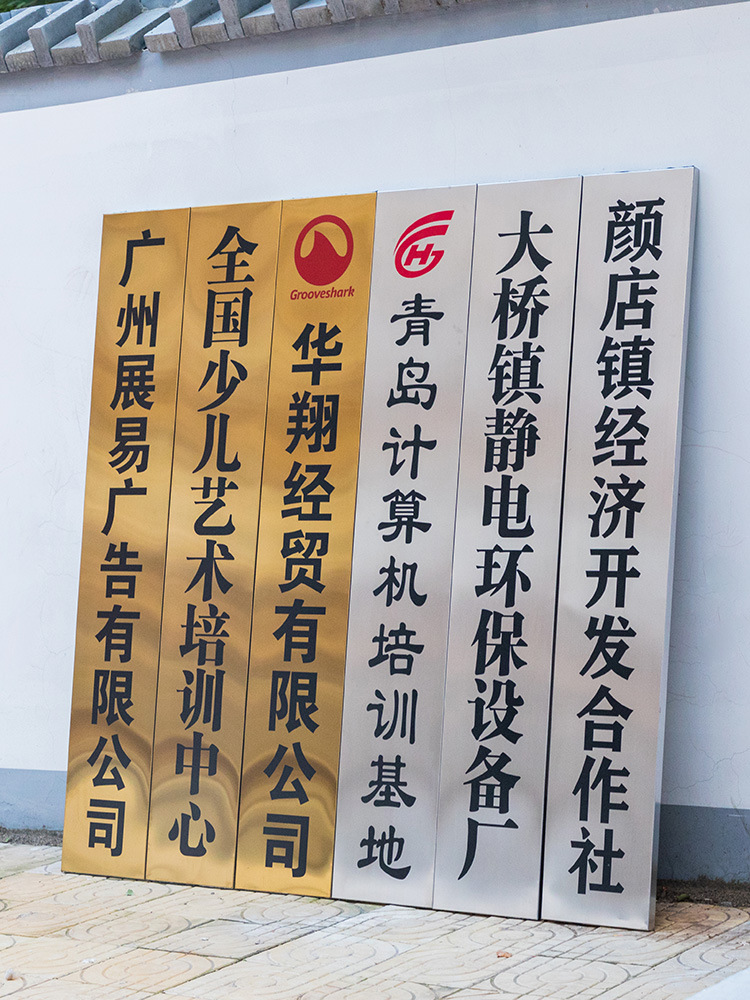 广州展易广告有限公司
全国少儿艺术培训中心
Grooveshark
华翔经贸有限公司
HJ
青岛计算机培训基地
大桥镇静电环保设备厂
颜店镇经济开发合作社